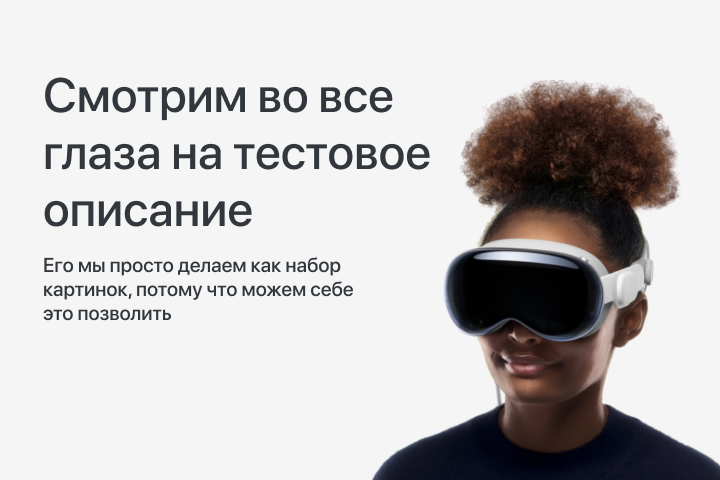 Смотрим во все
глаза на тестовое
описание
Его мы просто делаем как набор
картинок, потому что можем себе
это позволить